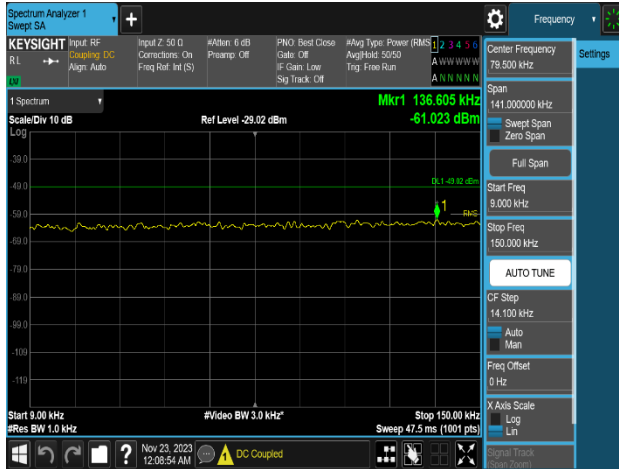 Spectrum Analyzer 1
Swept SA
+
Frequency
KEYSIGHT
Input: RF
Input Z: 50 Ω
#Atten: 6 dB
PNO: Best Close
#Avg Type: Power (RMS
1 2 3 4 5 6
RL
Coupling: DC
Corrections: On
Preamp: Off
Gate: Off
Avg|Hold: 50/50
A W W W W W
Align: Auto
Freq Ref: Int (S)
IF Gain: Low
Trig: Free Run
Sig Track: Off
A N N N N N
1 Spectrum
Mkr1 136.605 kHz
Scale/Div 10 dB
Ref Level -29.02 dBm
-61.023 dBm
Log
-39.0
DL1 -49.02 dBm
-49.0
1
-59.0
RMS
-69.0
-79.0
-89.0
-99.0
-109
-119
Start 9.00 kHz
#Video BW 3.0 kHz*
Stop 150.00 kHz
#Res BW 1.0 kHz
Sweep 47.5 ms (1001 pts)
Center Frequency
79.500 kHz
Settings
Span
141.000000 kHz
Swept Span
Zero Span
Full Span
Start Freq
9.000 kHz
Stop Freq
150.000 kHz
AUTO TUNE
CF Step
14.100 kHz
Auto
Man
Freq Offset
0 Hz
X Axis Scale
Log
Lin
Signal Track
(Span Zoom)
?
Nov 23, 2023
12:08:54 AM
DC Coupled